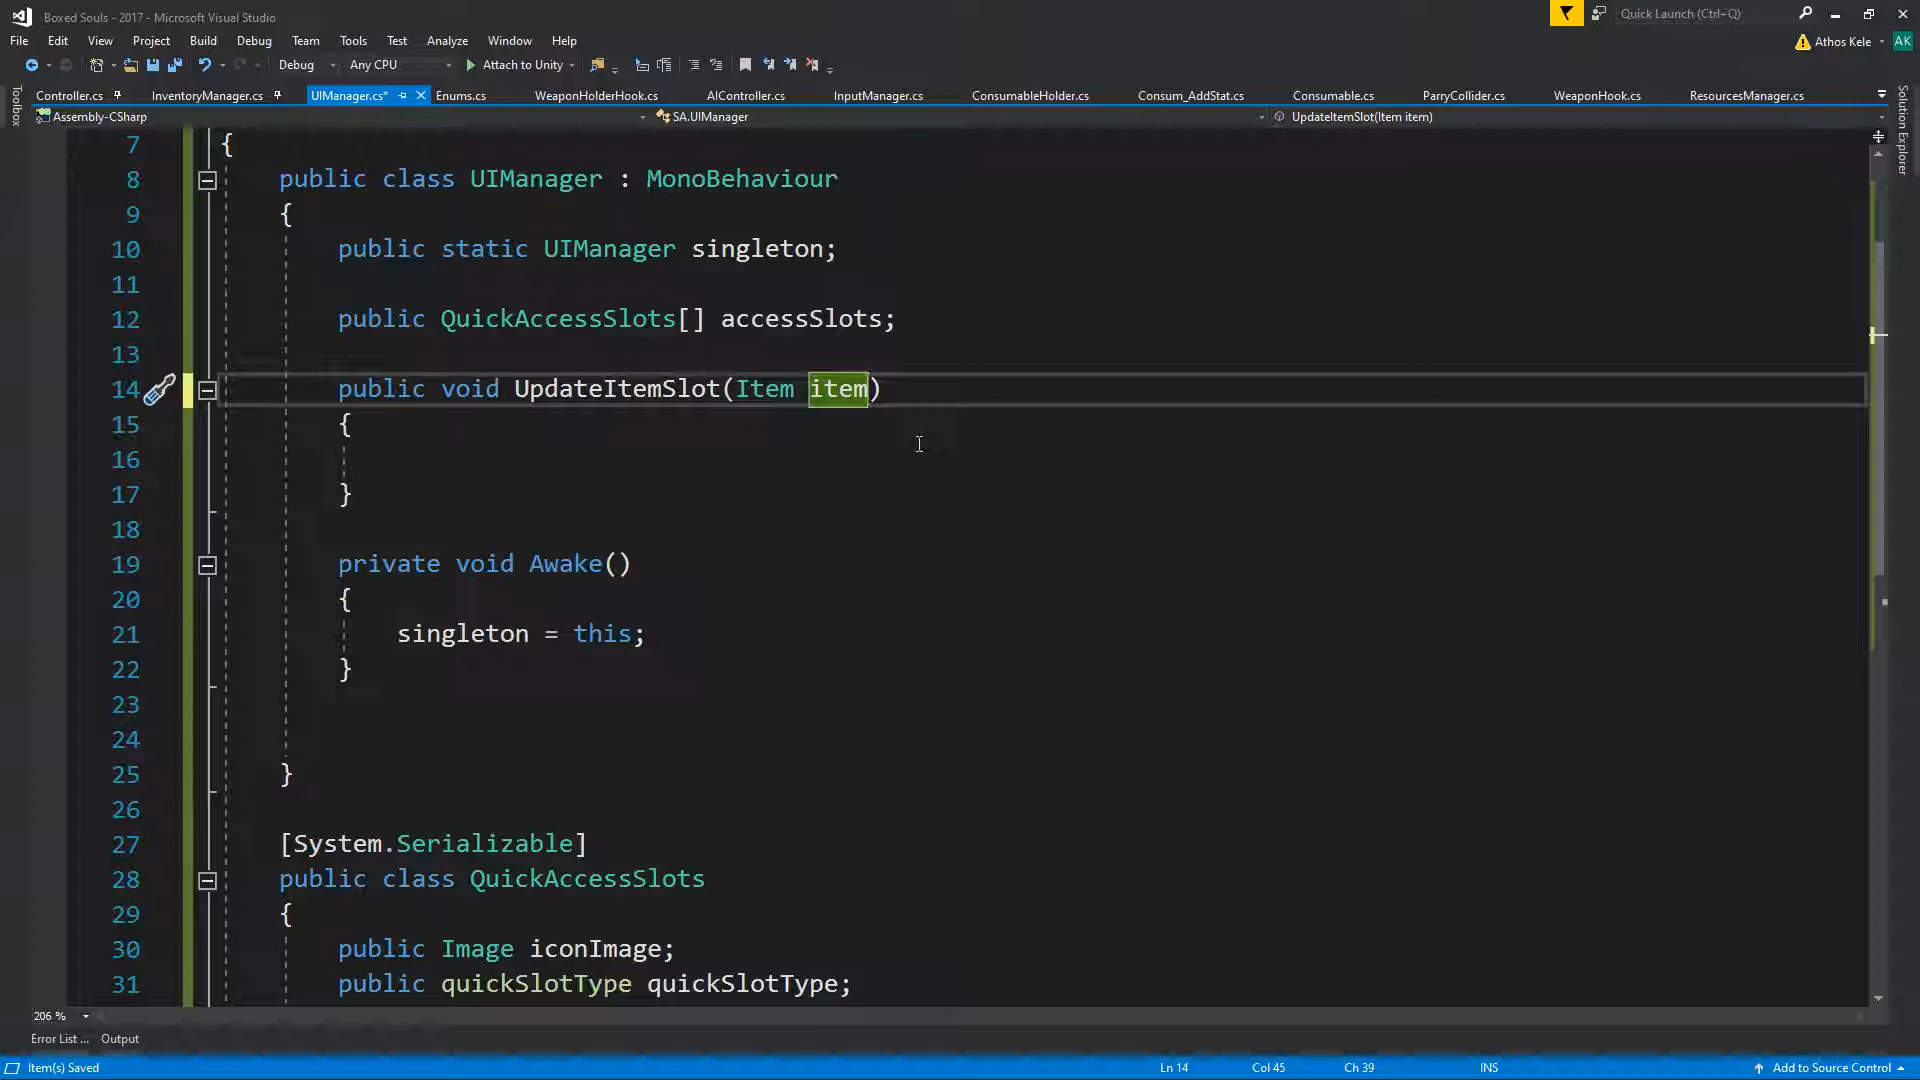 Boxed Souls - 2017 - Microsoft Visual Studio
Quick Launch (Ctrl+Q)
File Edit View Project Build Debug Team Tools Test Analyze Window Help
Athos Kele AK
Debug Any CPU Attach to Unity
Controller.cs InventoryManager.cs UIManager.cs* Enums.cs WeaponHolderHook.cs AIController.cs InputManager.cs ConsumableHolder.cs Consum_AddStat.cs Consumable.cs ParryCollider.cs WeaponHook.cs ResourcesManager.cs
Toolbox
Solution Explorer
Assembly-CSharp SA.UIManager UpdateItemSlot(Item item)
7 {
8 public class UIManager : MonoBehaviour
9 {
10 public static UIManager singleton;
11
12 public QuickAccessSlots[] accessSlots;
13
14 public void UpdateItemSlot(Item item)
15 {
16
17 }
18
19 private void Awake()
20 {
21 singleton = this;
22 }
23
24
25 }
26
27 [System.Serializable]
28 public class QuickAccessSlots
29 {
30 public Image iconImage;
31 public quickSlotType quickSlotType;
206 %
Error List ... Output
Item(s) Saved Ln 14 Col 45 Ch 39 INS Add to Source Control